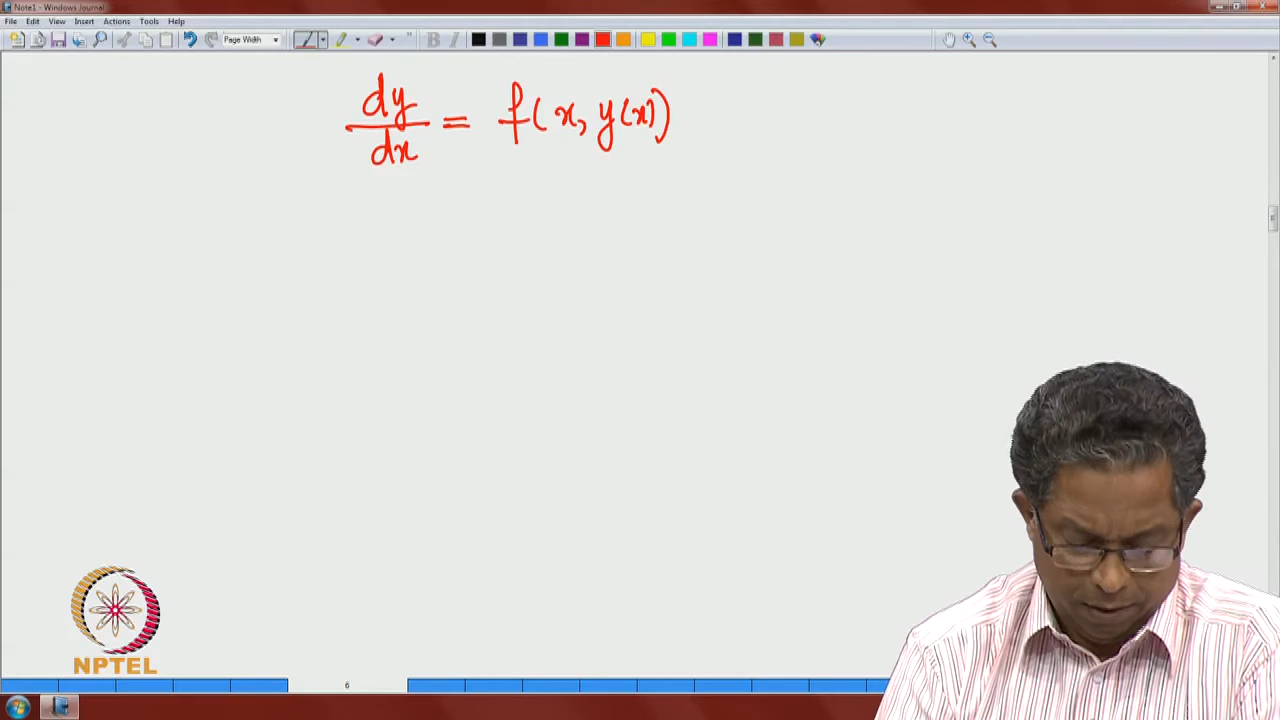 Note1 - Windows Journal
File Edit View Insert Actions Tools Help
Page Width
B I
dy/dx = f(x, y(x))
NPTEL
6